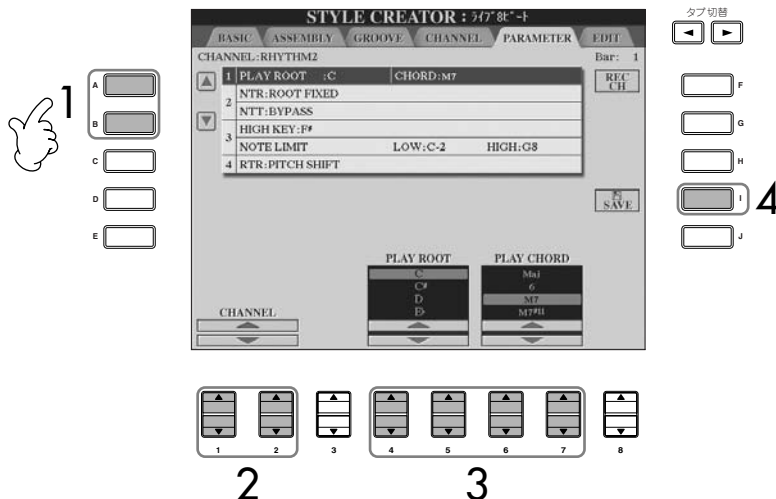 タブ切替
STYLE CREATOR : ﾗｲﾌﾞ8ﾋﾞｰﾄ
BASIC ASSEMBLY GROOVE CHANNEL PARAMETER EDIT
CHANNEL:RHYTHM2 Bar: 1
1 PLAY ROOT :C CHORD:M7
REC CH
2 NTR:ROOT FIXED
NTT:BYPASS
3 HIGH KEY:F#
NOTE LIMIT LOW:C-2 HIGH:G8
4 RTR:PITCH SHIFT
SAVE
1
A
B
C
D
E
F
G
H
I
J
4
PLAY ROOT PLAY CHORD
C Maj
C# 6
D M7
E♭ M7#11
CHANNEL
1 2 3 4 5 6 7 8
2 3